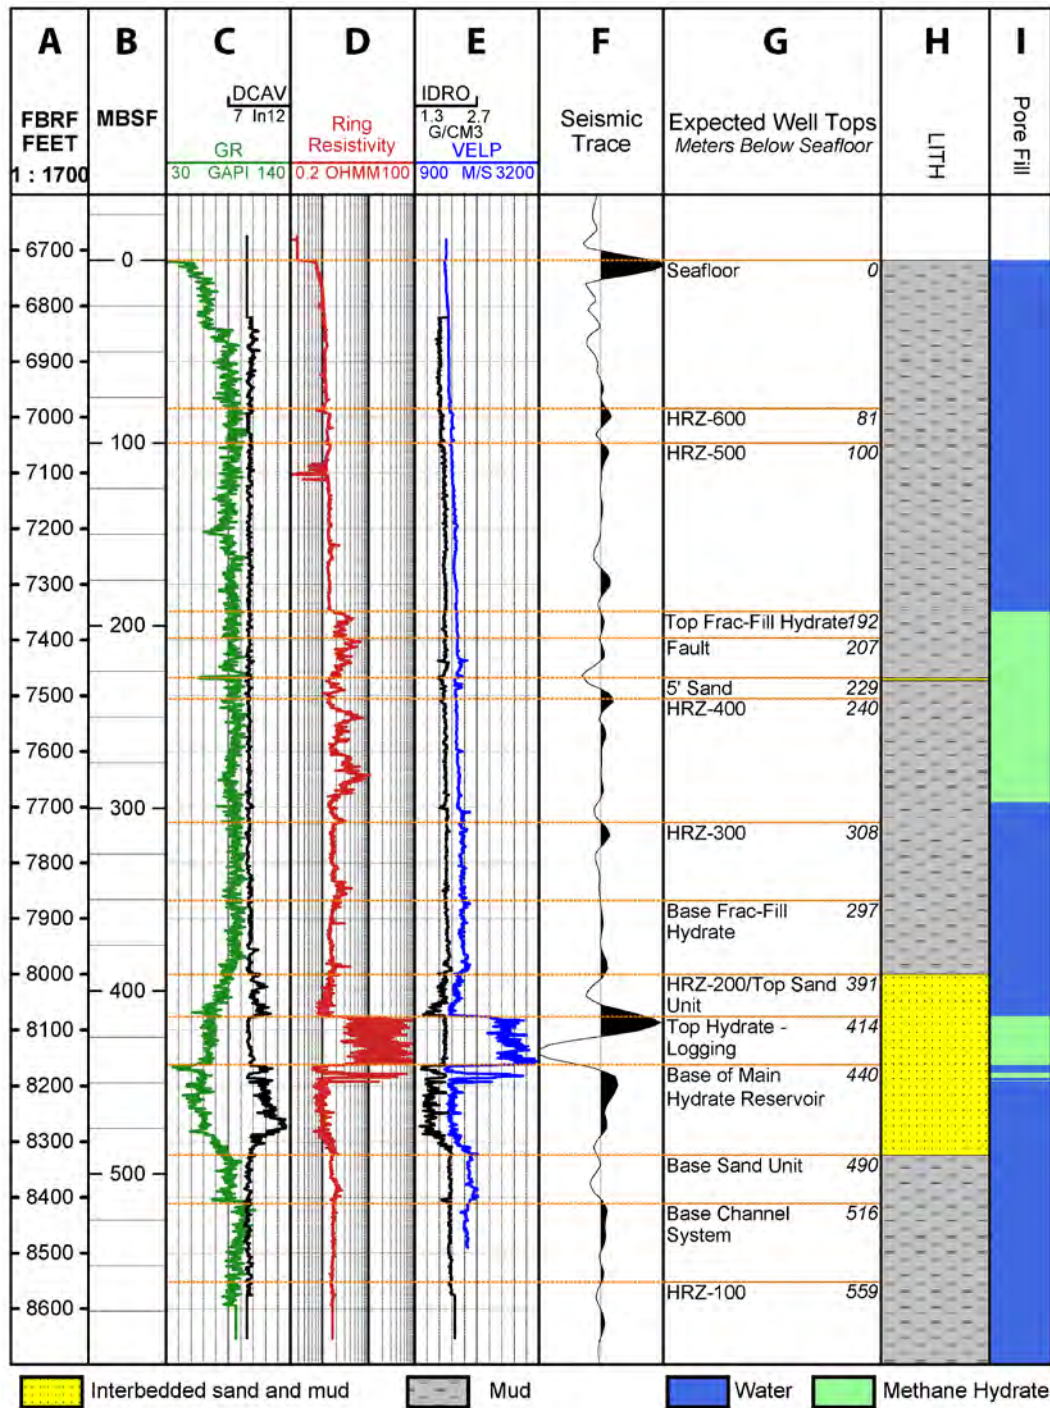 A B C D E F G H I
FBRF
FEET
1 : 1700
MBSF
DCAV
7 In12
GR
30 GAPI 140
Ring
Resistivity
0.2 OHMM100
IDRO
1.3 2.7
G/CM3
VELP
900 M/S 3200
Seismic
Trace
Expected Well Tops
Meters Below Seafloor
LITH
Pore Fill
6700
6800
6900
7000
7100
7200
7300
7400
7500
7600
7700
7800
7900
8000
8100
8200
8300
8400
8500
8600
0
100
200
300
400
500
Seafloor 0
HRZ-600 81
HRZ-500 100
Top Frac-Fill Hydrate 192
Fault 207
5' Sand 229
HRZ-400 240
HRZ-300 308
Base Frac-Fill 297
Hydrate
HRZ-200/Top Sand 391
Unit
Top Hydrate - 414
Logging
Base of Main 440
Hydrate Reservoir
Base Sand Unit 490
Base Channel 516
System
HRZ-100 559
Interbedded sand and mud Mud Water Methane Hydrate